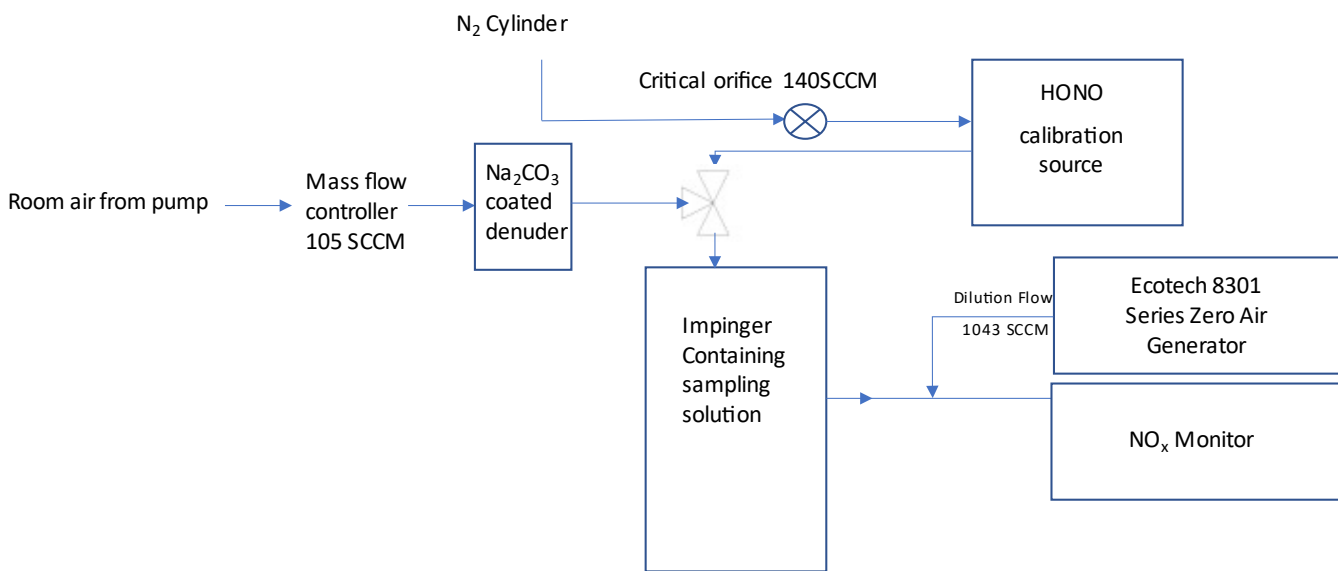 N₂ Cylinder
Critical orifice 140SCCM
HONO
calibration
source
Room air from pump
Mass flow
controller
105 SCCM
Na₂CO₃
coated
denuder
Impinger
Containing
sampling
solution
Dilution Flow
1043 SCCM
Ecotech 8301
Series Zero Air
Generator
NOₓ Monitor